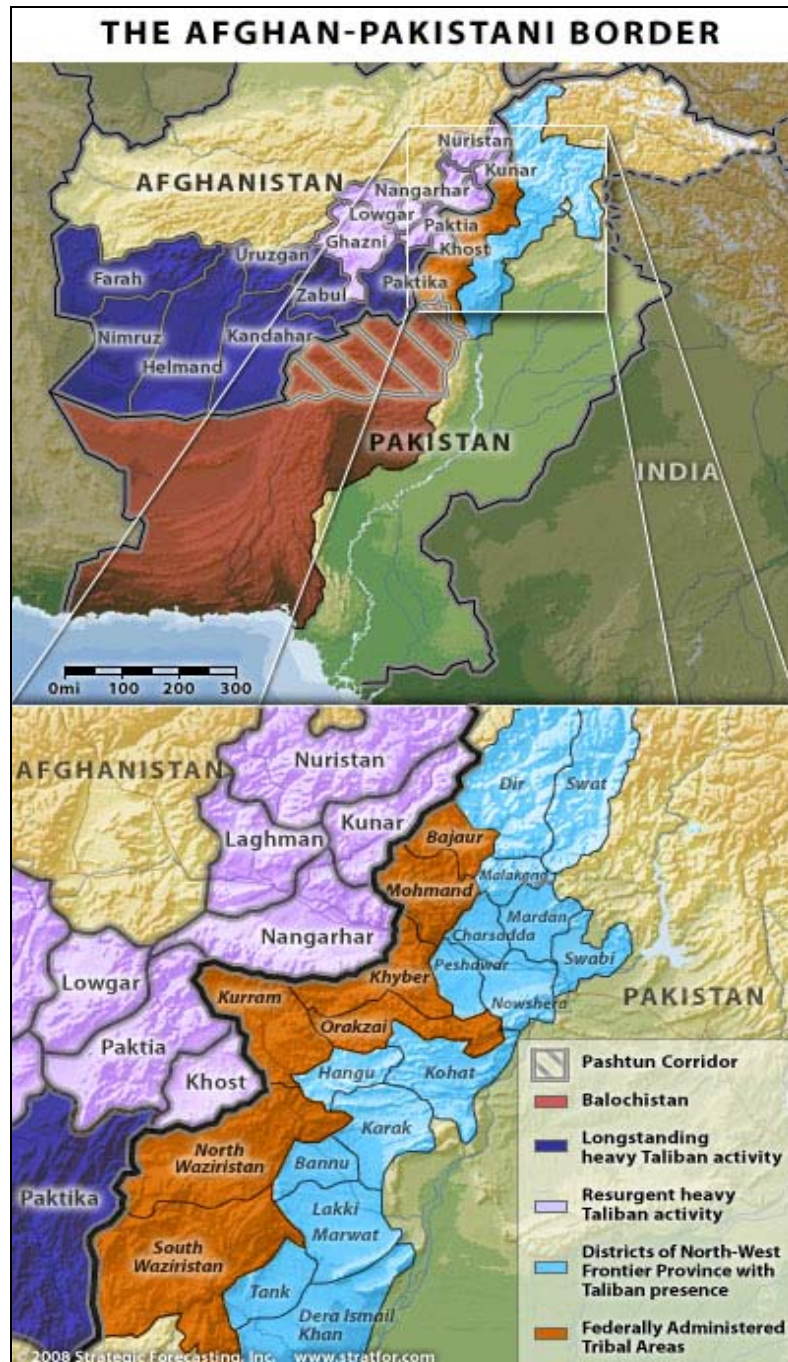 THE AFGHAN-PAKISTANI BORDER
Nuristan
Kunar
AFGHANISTAN
Nangarhar
Lowgar
Paktia
Ghazni
Khost
Uruzgan
Farah
Zabul
Paktika
Nimruz
Kandahar
Helmand
PAKISTAN
INDIA
0mi 100 200 300
AFGHANISTAN
Nuristan
Dir
Swat
Laghman
Kunar
Bajaur
Malakand
Mohmand
Mardan
Nangarhar
Charsadda
Swabi
Peshawar
Khyber
Lowgar
Nowshera
PAKISTAN
Kurram
Orakzai
Paktia
Hangu
Kohat
Khost
Karak
North
Waziristan
Bannu
Paktika
Lakki
Marwat
South
Waziristan
Tank
Dera Ismail
Khan
Pashtun Corridor
Balochistan
Longstanding
heavy Taliban activity
Resurgent heavy
Taliban activity
Districts of North-West
Frontier Province with
Taliban presence
Federally Administered
Tribal Areas
© 2008 Strategic Forecasting, Inc. www.stratfor.com